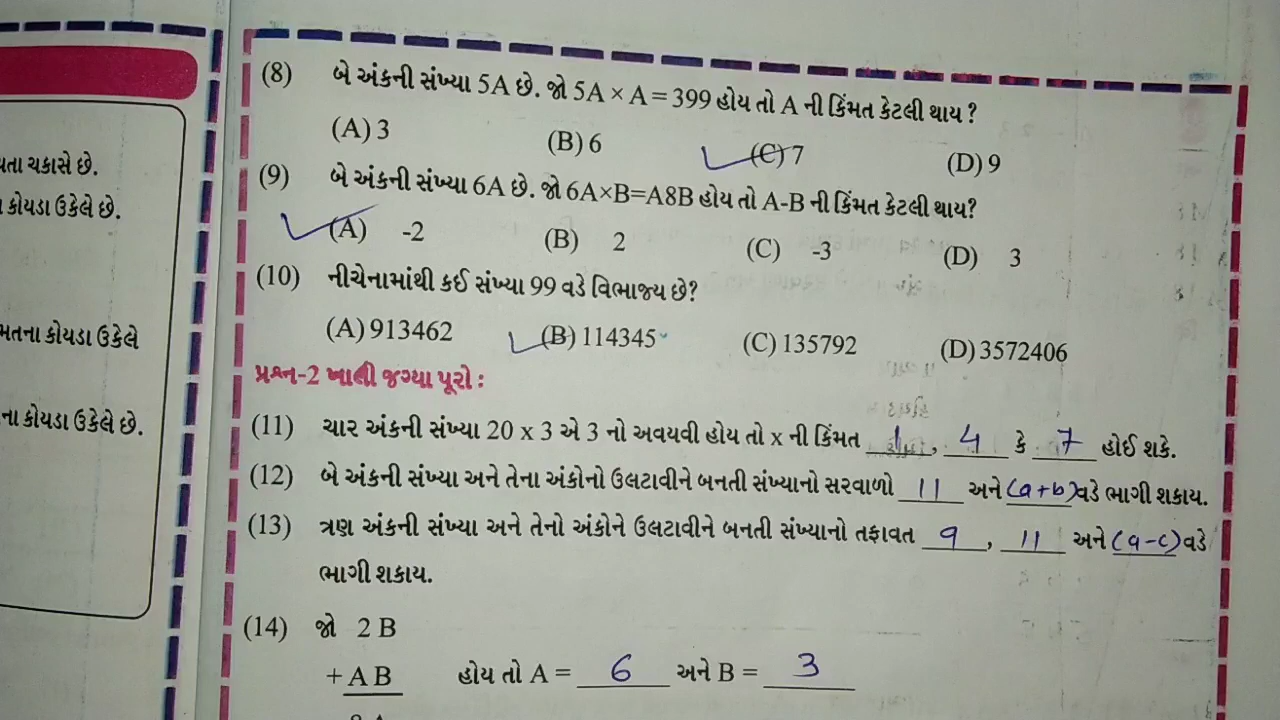 યતા ચકાસે છે.
કોયડા ઉકેલે છે.
મતના કોયડા ઉકેલે
ના કોયડા ઉકેલે છે.
(8) બે અંકની સંખ્યા 5A છે. જો 5A × A = 399 હોય તો A ની કિંમત કેટલી થાય ?
(A) 3 (B) 6 (C) 7 (D) 9
(9) બે અંકની સંખ્યા 6A છે. જો 6A×B=A8B હોય તો A-B ની કિંમત કેટલી થાય?
(A) -2 (B) 2 (C) -3 (D) 3
(10) નીચેનામાંથી કઈ સંખ્યા 99 વડે વિભાજ્ય છે?
(A) 913462 (B) 114345 (C) 135792 (D) 3572406
પ્રશ્ન-2 ખાલી જગ્યા પૂરો :
(11) ચાર અંકની સંખ્યા 20 x 3 એ 3 નો અવયવી હોય તો x ની કિંમત 1, 4 કે 7 હોઈ શકે.
(12) બે અંકની સંખ્યા અને તેના અંકોનો ઉલટાવીને બનતી સંખ્યાનો સરવાળો 11 અને (a+b) વડે ભાગી શકાય.
(13) ત્રણ અંકની સંખ્યા અને તેનો અંકોને ઉલટાવીને બનતી સંખ્યાનો તફાવત 9, 11 અને (a-c) વડે
ભાગી શકાય.
(14) જો 2 B
+ A B હોય તો A = 6 અને B = 3